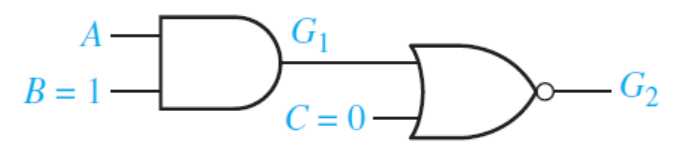 A
G₁
B = 1
G₂
C = 0